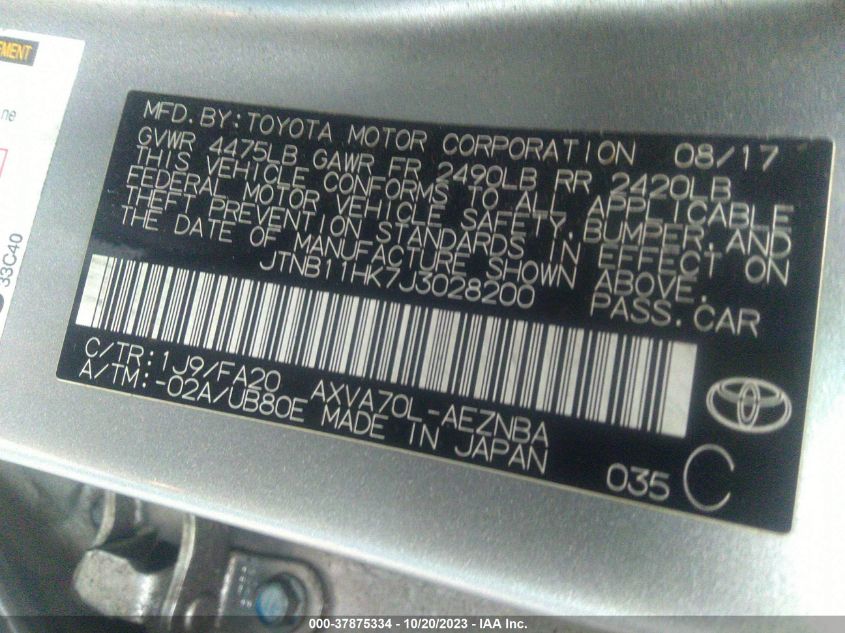 EMENT
ne
33C40
MFD.BY:TOYOTA MOTOR CORPORATION 08/17
GVWR 4475LB GAWR FR 2490LB RR 2420LB
THIS VEHICLE CONFORMS TO ALL APPLICABLE
FEDERAL MOTOR VEHICLE SAFETY,BUMPER,AND
THEFT PREVENTION STANDARDS IN EFFECT ON
THE DATE OF MANUFACTURE SHOWN ABOVE.
JTNB11HK7J3028200 PASS.CAR
C/TR:1J9/FA20 AXVA70L-AEZNBA
A/TM:-02A/UB80E MADE IN JAPAN
035 C
000-37875334 | 10/20/2023 | IAA Inc.